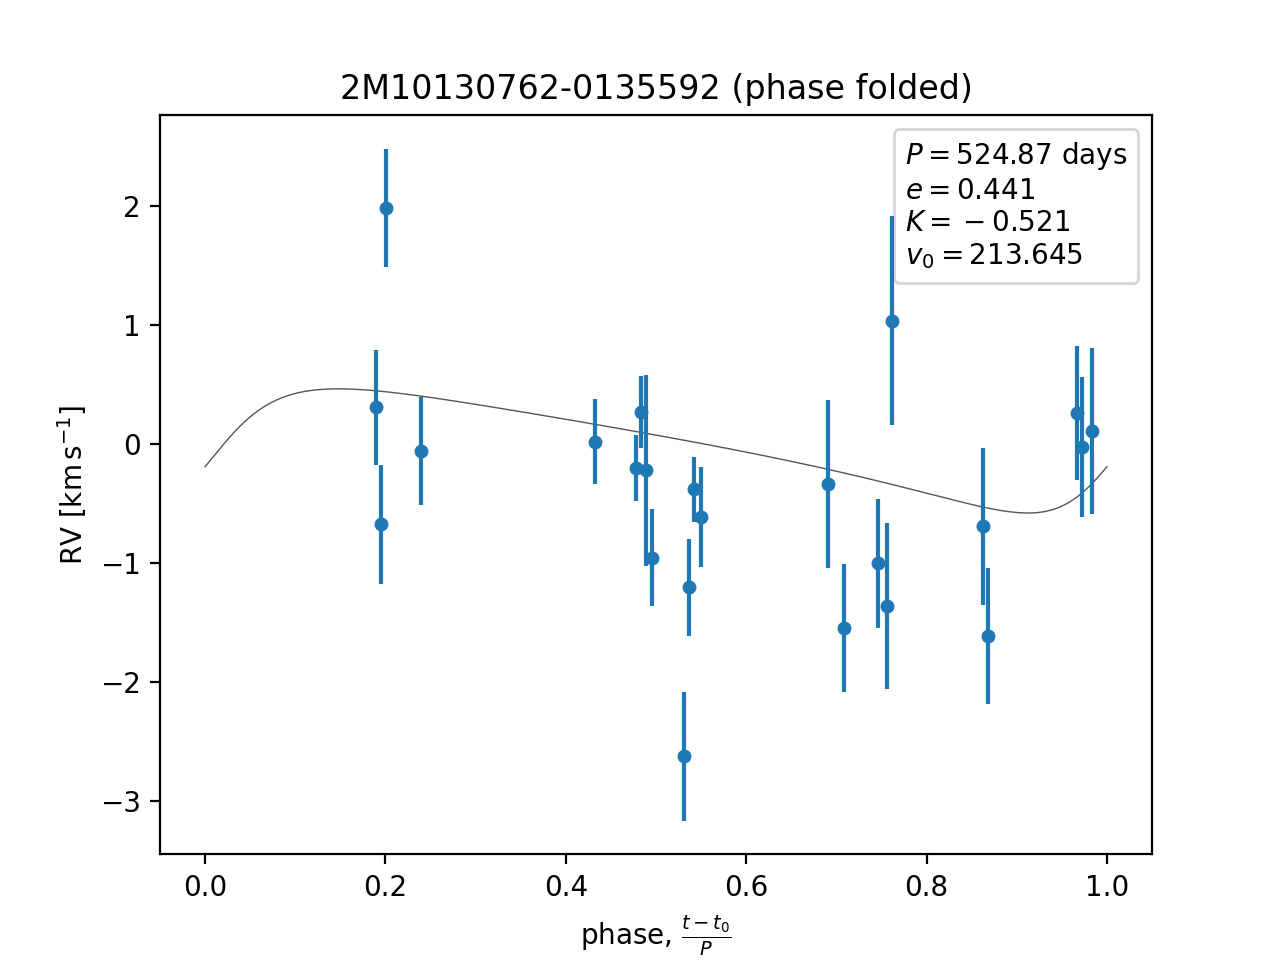 2M10130762-0135592 (phase folded)
P = 524.87 days
e = 0.441
K = −0.521
v₀ = 213.645
2
1
0
−1
−2
−3
RV [km s⁻¹]
0.0 0.2 0.4 0.6 0.8 1.0
phase, (t − t₀)/P